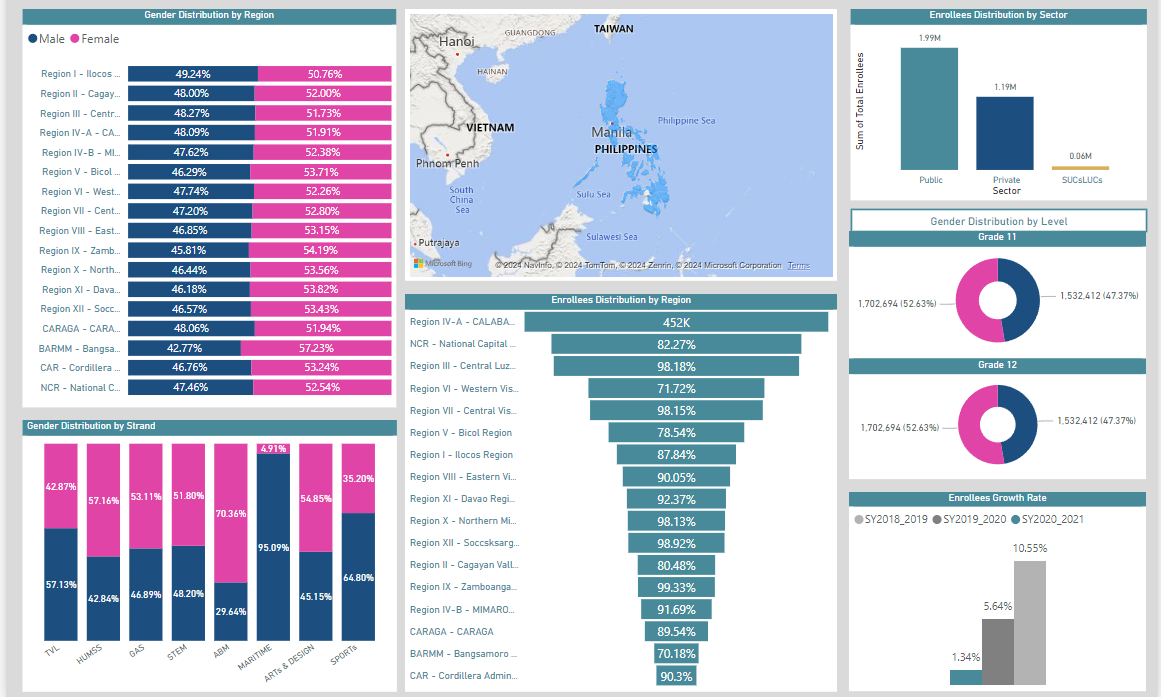 Gender Distribution by Region
Male Female
Region I - Ilocos ... 49.24% 50.76%
Region II - Cagay... 48.00% 52.00%
Region III - Centr... 48.27% 51.73%
Region IV-A - CA... 48.09% 51.91%
Region IV-B - MI... 47.62% 52.38%
Region V - Bicol ... 46.29% 53.71%
Region VI - West... 47.74% 52.26%
Region VII - Cent... 47.20% 52.80%
Region VIII - East... 46.85% 53.15%
Region IX - Zamb... 45.81% 54.19%
Region X - North... 46.44% 53.56%
Region XI - Dava... 46.18% 53.82%
Region XII - Socc... 46.57% 53.43%
CARAGA - CARA... 48.06% 51.94%
BARMM - Bangsa... 42.77% 57.23%
CAR - Cordillera ... 46.76% 53.24%
NCR - National C... 47.46% 52.54%
Gender Distribution by Strand
42.87% 57.16% 53.11% 51.80% 70.36% 4.91% 54.85% 35.20%
57.13% 42.84% 46.89% 48.20% 29.64% 95.09% 45.15% 64.80%
TVL HUMSS GAS STEM ABM MARITIME ARTs & DESIGN SPORTs
TAIWAN
GUANGDONG
Hanoi
HAINAN
VIETNAM
Philippine Sea
Manila
PHILIPPINES
Phnom Penh
South
China
Sea
Sulu Sea
Sulawesi Sea
Putrajaya
Microsoft Bing
© 2024 NavInfo, © 2024 TomTom, © 2024 Zenrin, © 2024 Microsoft Corporation Terms
Enrollees Distribution by Region
Region IV-A - CALABA... 452K
NCR - National Capital ... 82.27%
Region III - Central Luz... 98.18%
Region VI - Western Vis... 71.72%
Region VII - Central Vis... 98.15%
Region V - Bicol Region 78.54%
Region I - Ilocos Region 87.84%
Region VIII - Eastern Vi... 90.05%
Region XI - Davao Regi... 92.37%
Region X - Northern Mi... 98.13%
Region XII - Soccsksarg... 98.92%
Region II - Cagayan Vall... 80.48%
Region IX - Zamboanga... 99.33%
Region IV-B - MIMARO... 91.69%
CARAGA - CARAGA 89.54%
BARMM - Bangsamoro ... 70.18%
CAR - Cordillera Admin... 90.3%
Enrollees Distribution by Sector
Sum of Total Enrollees
1.99M
1.19M
0.06M
Public Private SUCsLUCs
Sector
Gender Distribution by Level
Grade 11
1,702,694 (52.63%) 1,532,412 (47.37%)
Grade 12
1,702,694 (52.63%) 1,532,412 (47.37%)
Enrollees Growth Rate
SY2018_2019 SY2019_2020 SY2020_2021
10.55%
5.64%
1.34%